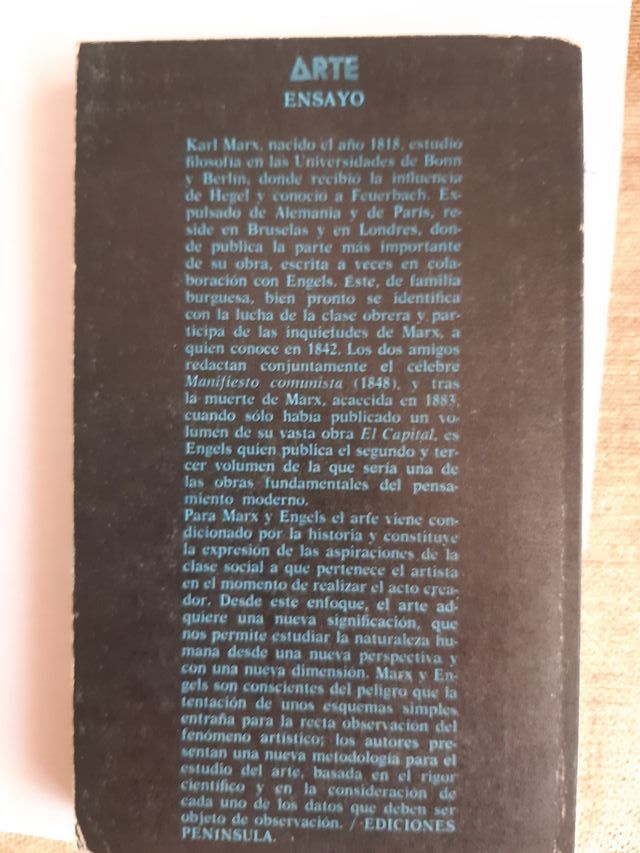 ARTE
ENSAYO
Karl Marx, nacido el año 1818, estudió
filosofía en las Universidades de Bonn
y Berlín, donde recibió la influencia
de Hegel y conoció a Feuerbach. Ex-
pulsado de Alemania y de París, re-
side en Bruselas y en Londres, don-
de publica la parte más importante
de su obra, escrita a veces en cola-
boración con Engels. Éste, de familia
burguesa, bien pronto se identifica
con la lucha de la clase obrera y par-
ticipa de las inquietudes de Marx, a
quien conoce en 1842. Los dos amigos
redactan conjuntamente el célebre
Manifiesto comunista (1848), y tras
la muerte de Marx, acaecida en 1883,
cuando sólo había publicado un vo-
lumen de su vasta obra El Capital, es
Engels quien publica el segundo y ter-
cer volumen de la que sería una de
las obras fundamentales del pensa-
miento moderno.
Para Marx y Engels el arte viene con-
dicionado por la historia y constituye
la expresión de las aspiraciones de la
clase social a que pertenece el artista
en el momento de realizar el acto crea-
dor. Desde este enfoque, el arte ad-
quiere una nueva significación, que
nos permite estudiar la naturaleza hu-
mana desde una nueva perspectiva y
con una nueva dimensión. Marx y En-
gels son conscientes del peligro que la
tentación de unos esquemas simples
entraña para la recta observación del
fenómeno artístico; los autores pre-
sentan una nueva metodología para el
estudio del arte, basada en el rigor
científico y en la consideración de
cada uno de los datos que deben ser
objeto de observación. / EDICIONES
PENÍNSULA.